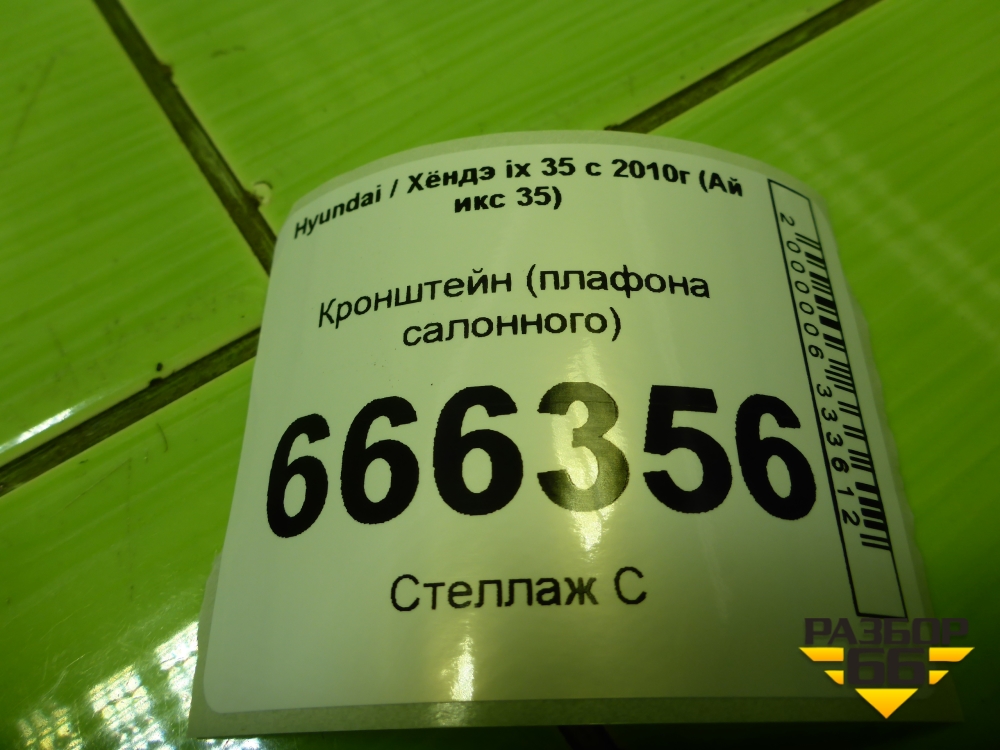 Hyundai / Хёндэ ix 35 с 2010г (Ай
икс 35)
Кронштейн (плафона
салонного)
666356
Стеллаж С
2000006333612
РАЗБОР
66